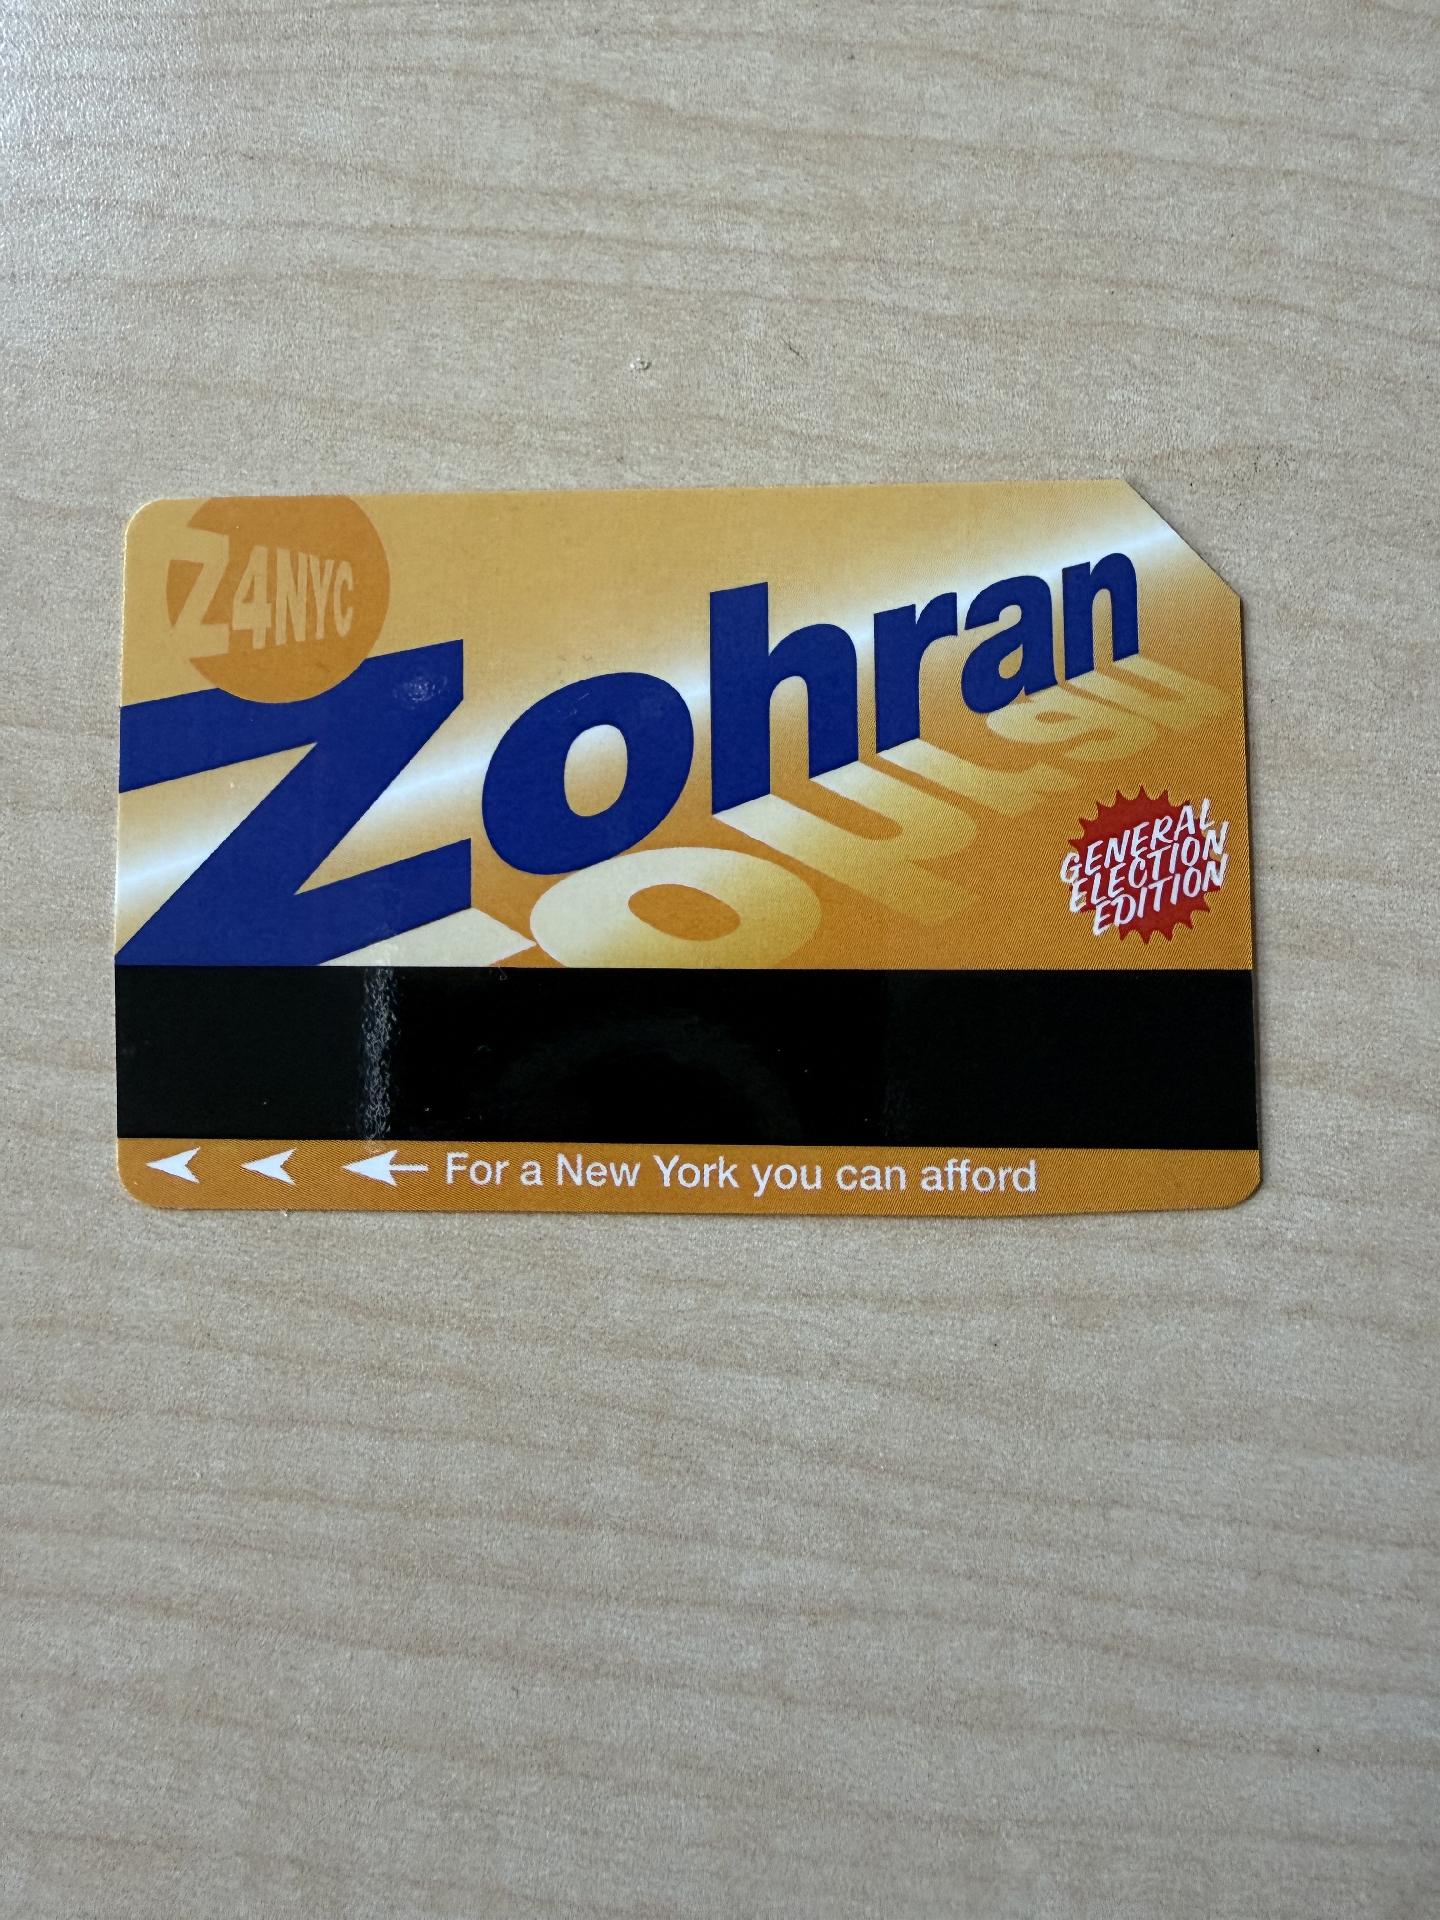 Z4NYC
Zohran
GENERAL
ELECTION
EDITION
For a New York you can afford